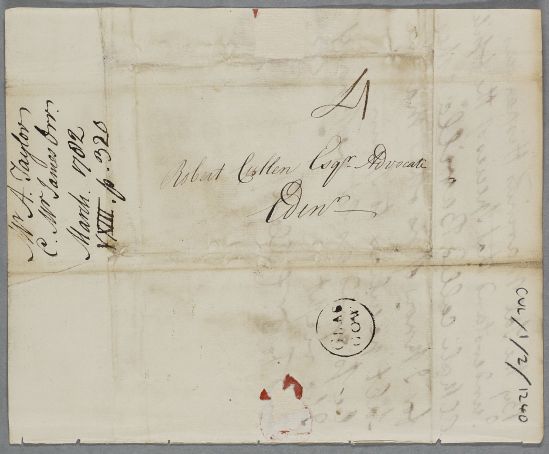 4
Robert Cullen Esqr. Advocate
Edinr.
Mr A Taylor
C. Mr James Orr.
March. 1782
XXIII. p. 320
GLAS
GOW
CUL/1/2/1240